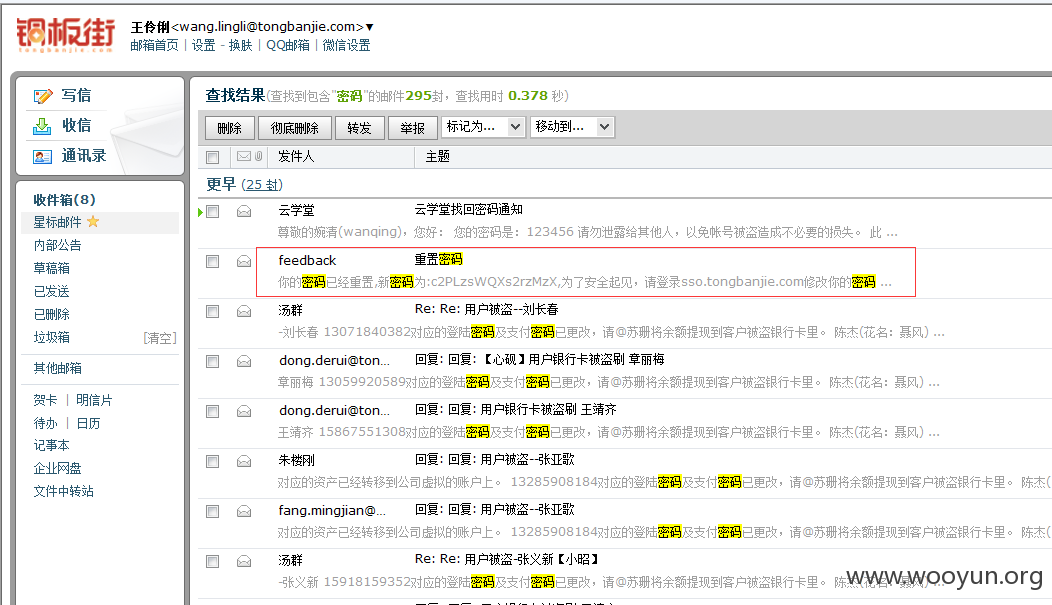 铜板街
tongbanjie.com
王伶俐<wang.lingli@tongbanjie.com>▼
邮箱首页 | 设置 - 换肤 | QQ邮箱 | 微信设置
写信
收信
通讯录
收件箱(8)
星标邮件
内部公告
草稿箱
已发送
已删除
垃圾箱 [清空]
其他邮箱
贺卡 | 明信片
待办 | 日历
记事本
企业网盘
文件中转站
查找结果(查找到包含"密码"的邮件295封，查找用时 0.378 秒)
删除 彻底删除 转发 举报 标记为... 移动到...
发件人 主题
更早 (25 封)
云学堂 云学堂找回密码通知
尊敬的婉清(wanqing)，您好： 您的密码是：123456 请勿泄露给其他人，以免帐号被盗造成不必要的损失。 此 ...
feedback 重置密码
你的密码已经重置,新密码为:c2PLzsWQXs2rzMzX,为了安全起见，请登录sso.tongbanjie.com修改你的密码 ...
汤群 Re: Re: 用户被盗--刘长春
-刘长春 13071840382对应的登陆密码及支付密码已更改，请@苏珊将余额提现到客户被盗银行卡里。 陈杰(花名：聂风) ...
dong.derui@ton... 回复: 回复: 【心砚】用户银行卡被盗刷 章丽梅
章丽梅 13059920589对应的登陆密码及支付密码已更改，请@苏珊将余额提现到客户被盗银行卡里。 陈杰(花名：聂风) ...
dong.derui@ton... 回复: 回复: 用户银行卡被盗刷 王靖齐
王靖齐 15867551308对应的登陆密码及支付密码已更改，请@苏珊将余额提现到客户被盗银行卡里。 陈杰(花名：聂风) ...
朱楼刚 回复: 回复: 用户被盗--张亚歌
对应的资产已经转移到公司虚拟的账户上。 13285908184对应的登陆密码及支付密码已更改，请@苏珊将余额提现到客户被盗银行卡里。 陈杰(
fang.mingjian@... 回复: 回复: 用户被盗--张亚歌
对应的资产已经转移到公司虚拟的账户上。 13285908184对应的登陆密码及支付密码已更改，请@苏珊将余额提现到客户被盗银行卡里。 陈杰(
汤群 Re: Re: 用户被盗-张义新【小昭】
-张义新 15918159352对应的登陆密码及支付密码已更改，请@苏珊将余额提现到客户被盗银行卡里。 陈杰(花名：聂风) ...
www.wooyun.org